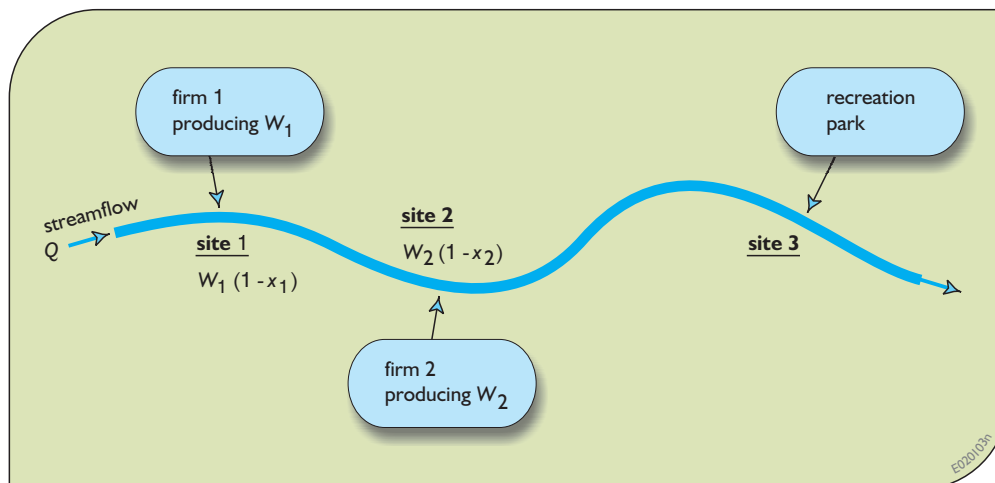 firm 1
producing W1
recreation
park
streamflow
Q
site 1
W1 (1 - x1)
site 2
W2 (1 - x2)
site 3
firm 2
producing W2
E020103n